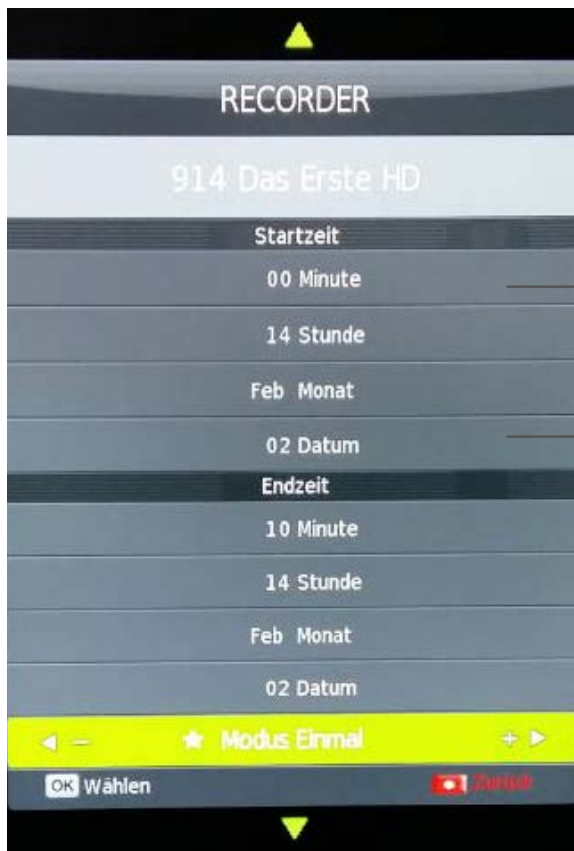 RECORDER
914 Das Erste HD
Startzeit
00 Minute
14 Stunde
Feb Monat
02 Datum
Endzeit
10 Minute
14 Stunde
Feb Monat
02 Datum
Modus Einmal
OK Wählen
Zurück